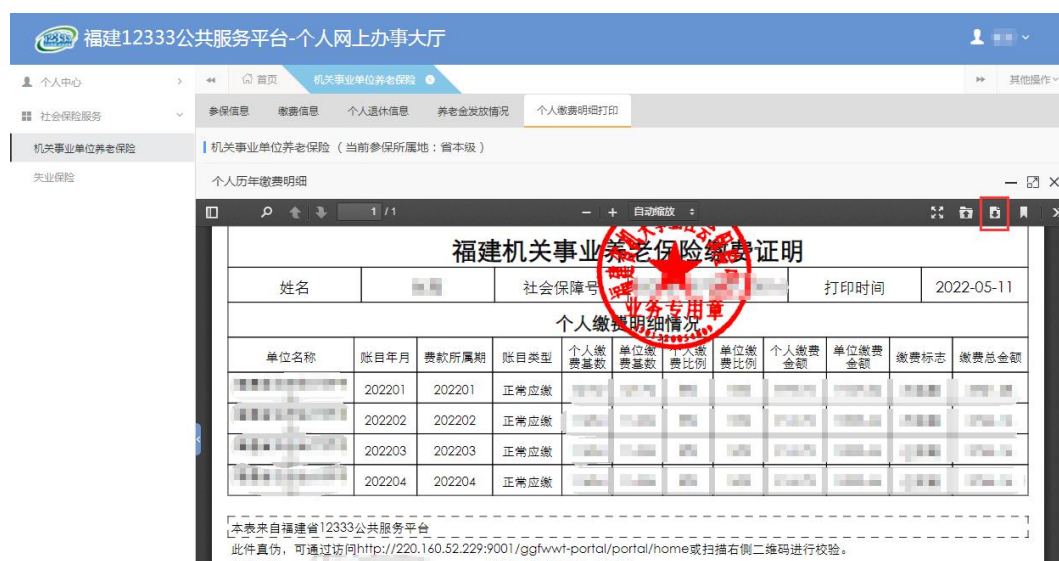 12333
福建12333公共服务平台-个人网上办事大厅
个人中心
首页
机关事业单位养老保险
其他操作
社会保险服务
参保信息
缴费信息
个人退休信息
养老金发放情况
个人缴费明细打印
机关事业单位养老保险
机关事业单位养老保险 (当前参保所属地:省本级)
失业保险
个人历年缴费明细
1 / 1
自动缩放
福建机关事业养老保险缴费证明
姓名
社会保障号
打印时间
2022-05-11
个人缴费明细情况
业务专用章
单位名称
账目年月
费款所属期
账目类型
个人缴费基数
单位缴费基数
个人缴费比例
单位缴费比例
个人缴费金额
单位缴费金额
缴费标志
缴费总金额
202201 202201 正常应缴
202202 202202 正常应缴
202203 202203 正常应缴
202204 202204 正常应缴
本表来自福建省12333公共服务平台
此件真伪,可通过访问http://220.160.52.229:9001/ggfwwt-portal/portal/home或扫描右侧二维码进行校验。